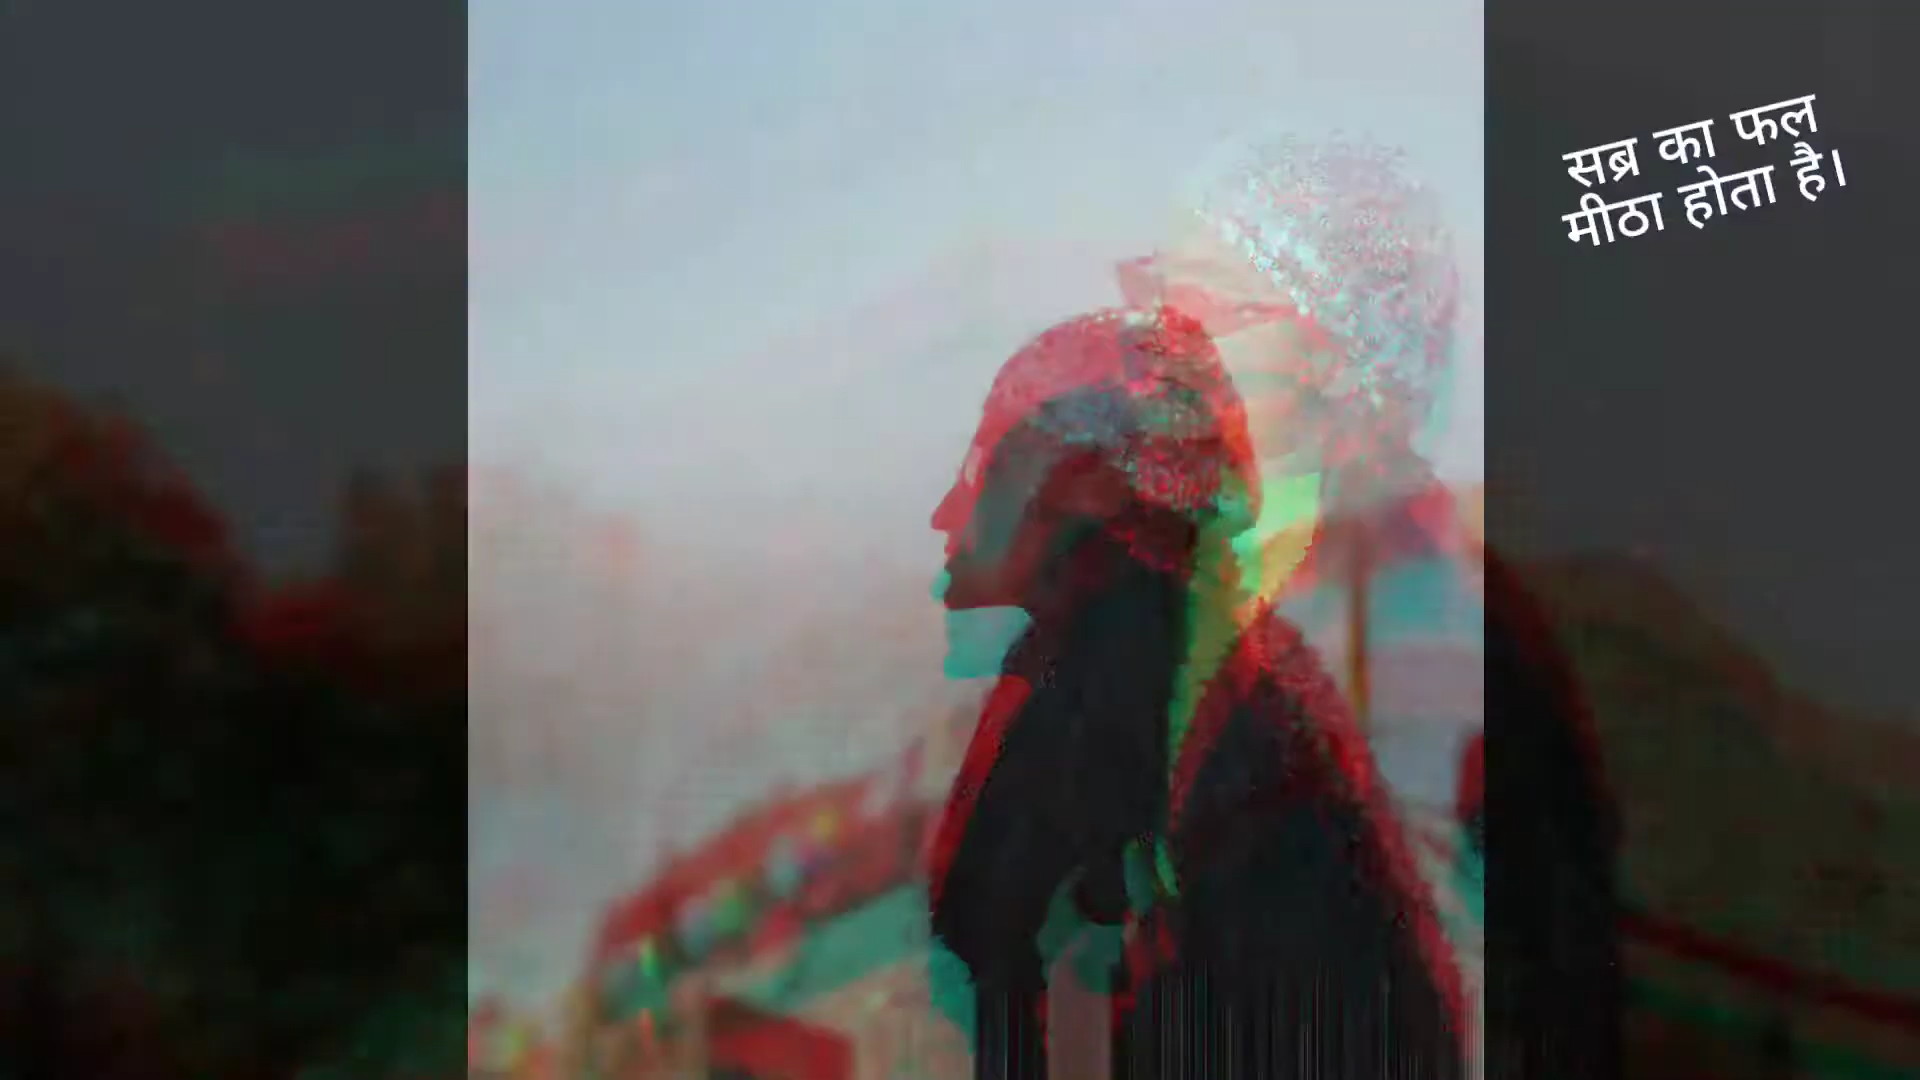 सब्र का फल
मीठा होता है।